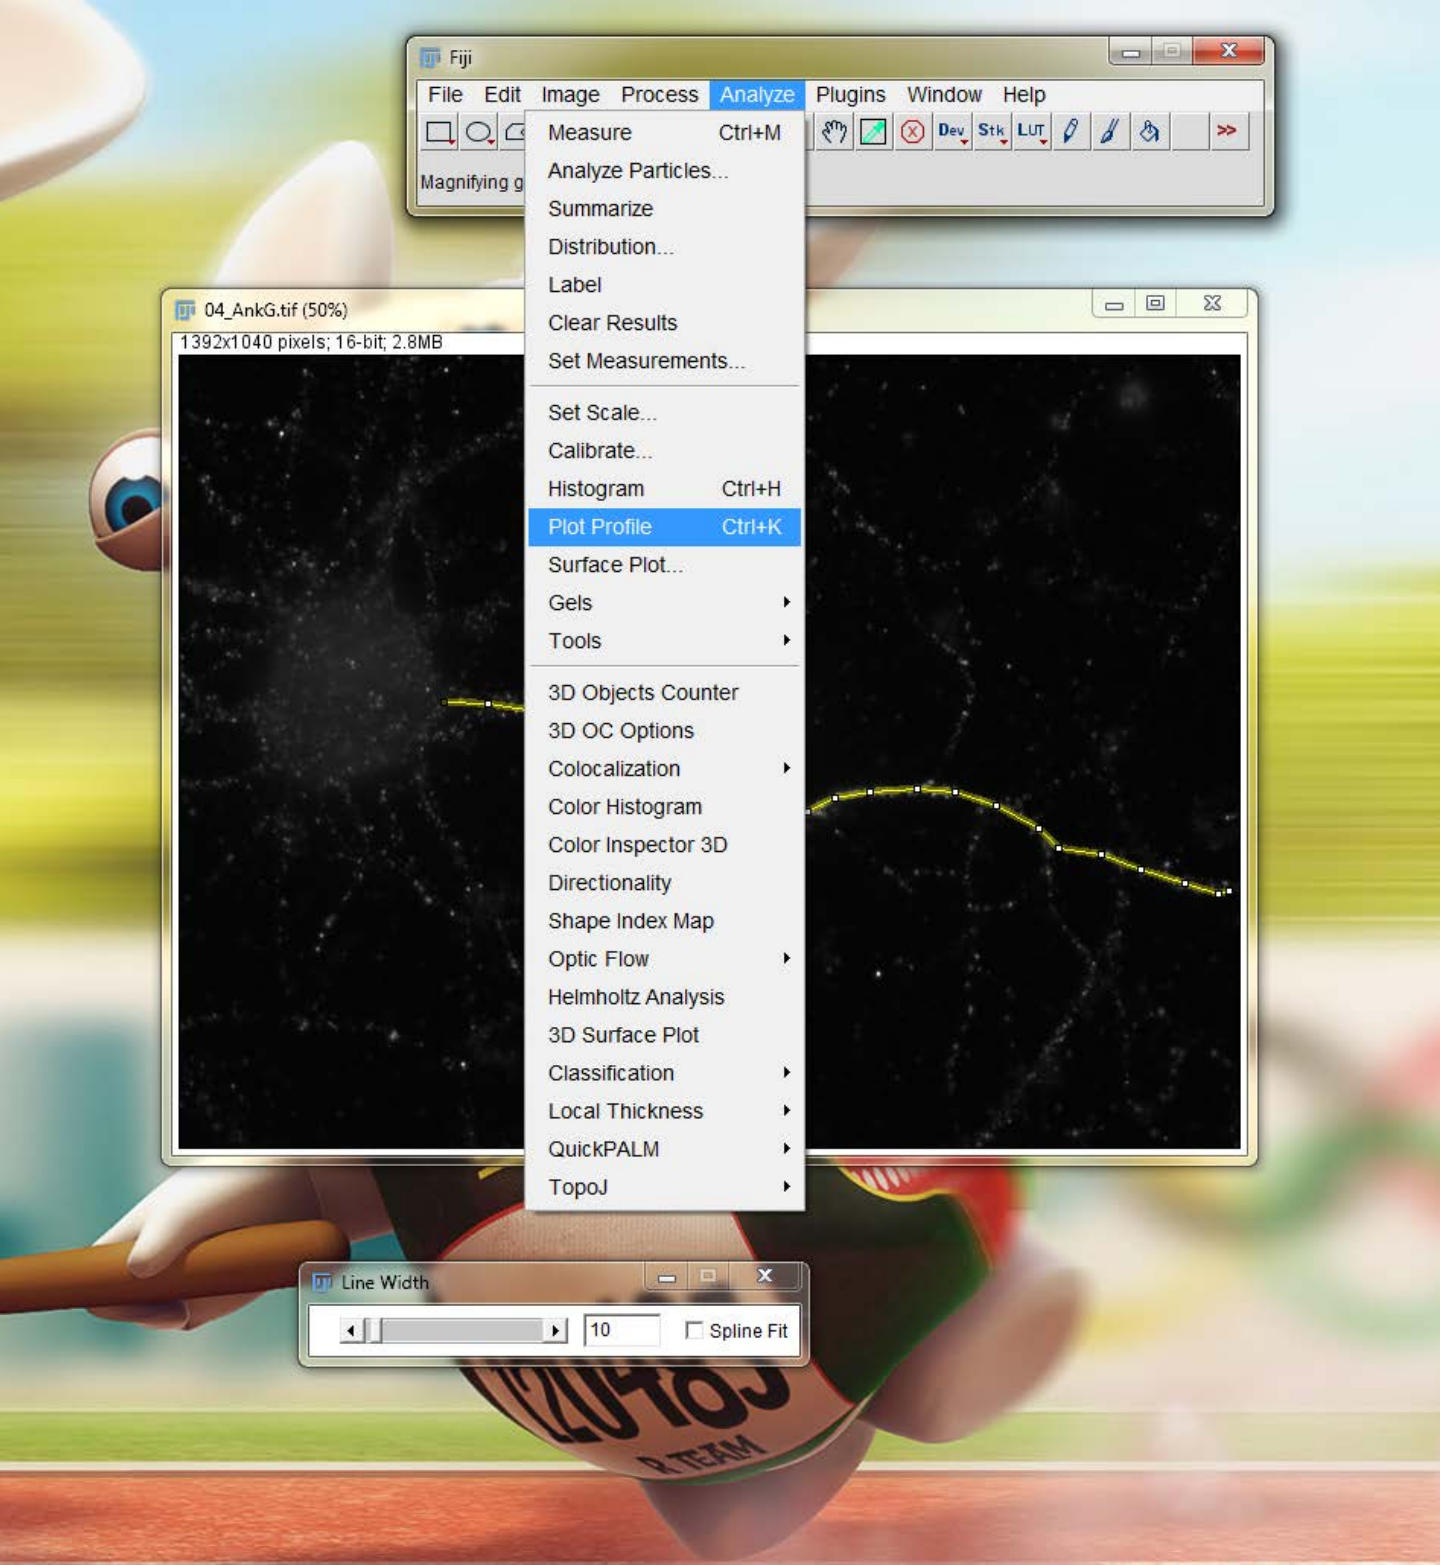 Fiji
File Edit Image Process Analyze Plugins Window Help
Dev Stk LUT >>
Magnifying g
Measure Ctrl+M
Analyze Particles...
Summarize
Distribution...
Label
Clear Results
Set Measurements...
Set Scale...
Calibrate...
Histogram Ctrl+H
Plot Profile Ctrl+K
Surface Plot...
Gels
Tools
3D Objects Counter
3D OC Options
Colocalization
Color Histogram
Color Inspector 3D
Directionality
Shape Index Map
Optic Flow
Helmholtz Analysis
3D Surface Plot
Classification
Local Thickness
QuickPALM
TopoJ
04_AnkG.tif (50%)
1392x1040 pixels; 16-bit; 2.8MB
Line Width
10 Spline Fit
R TEAM